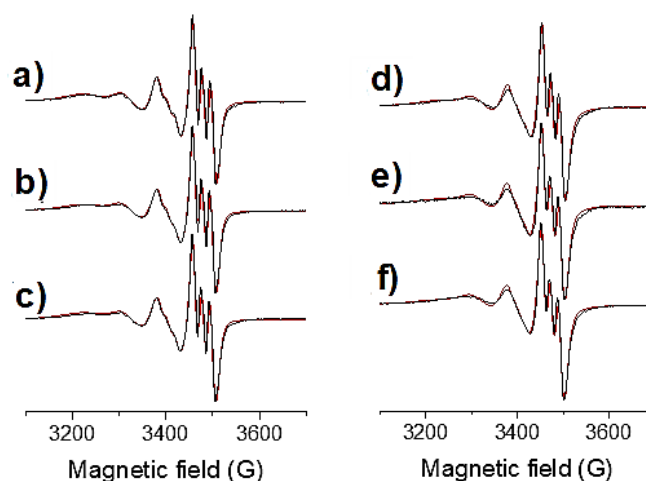 a)
b)
c)
3200 3400 3600
Magnetic field (G)
d)
e)
f)
3200 3400 3600
Magnetic field (G)